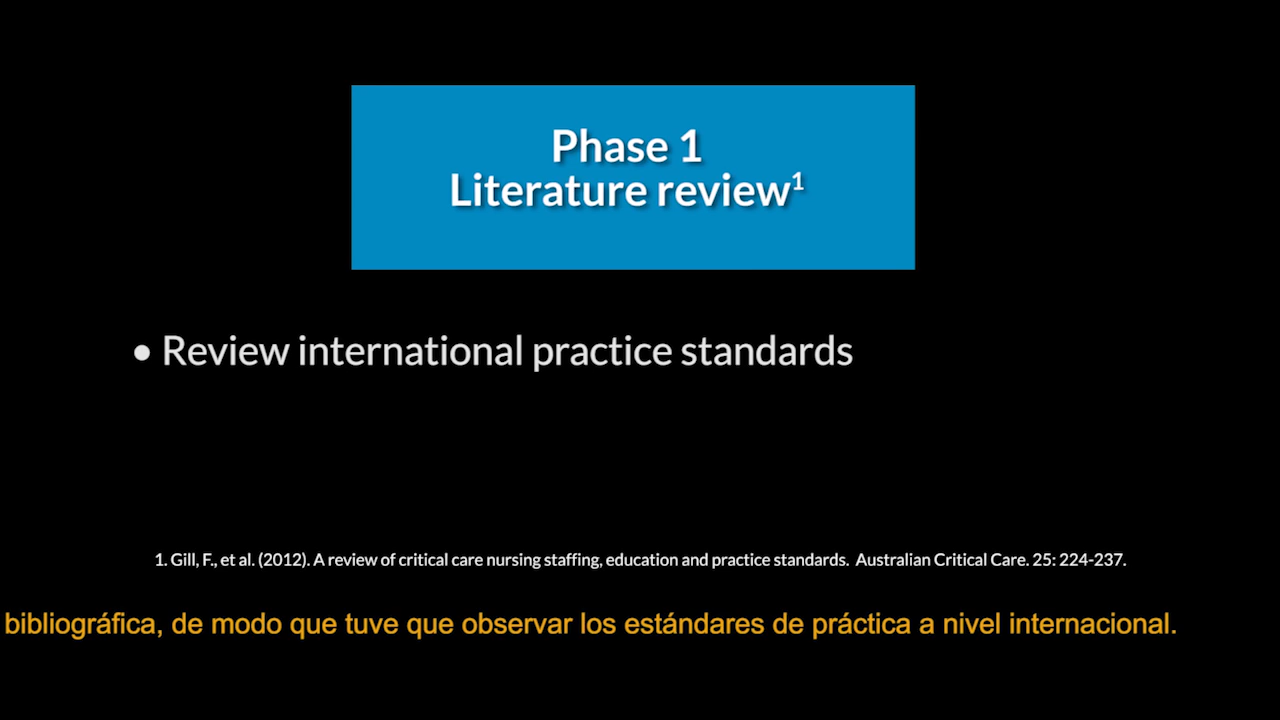 Phase 1
Literature review¹
• Review international practice standards
1. Gill, F., et al. (2012). A review of critical care nursing staffing, education and practice standards. Australian Critical Care. 25: 224-237.
bibliográfica, de modo que tuve que observar los estándares de práctica a nivel internacional.